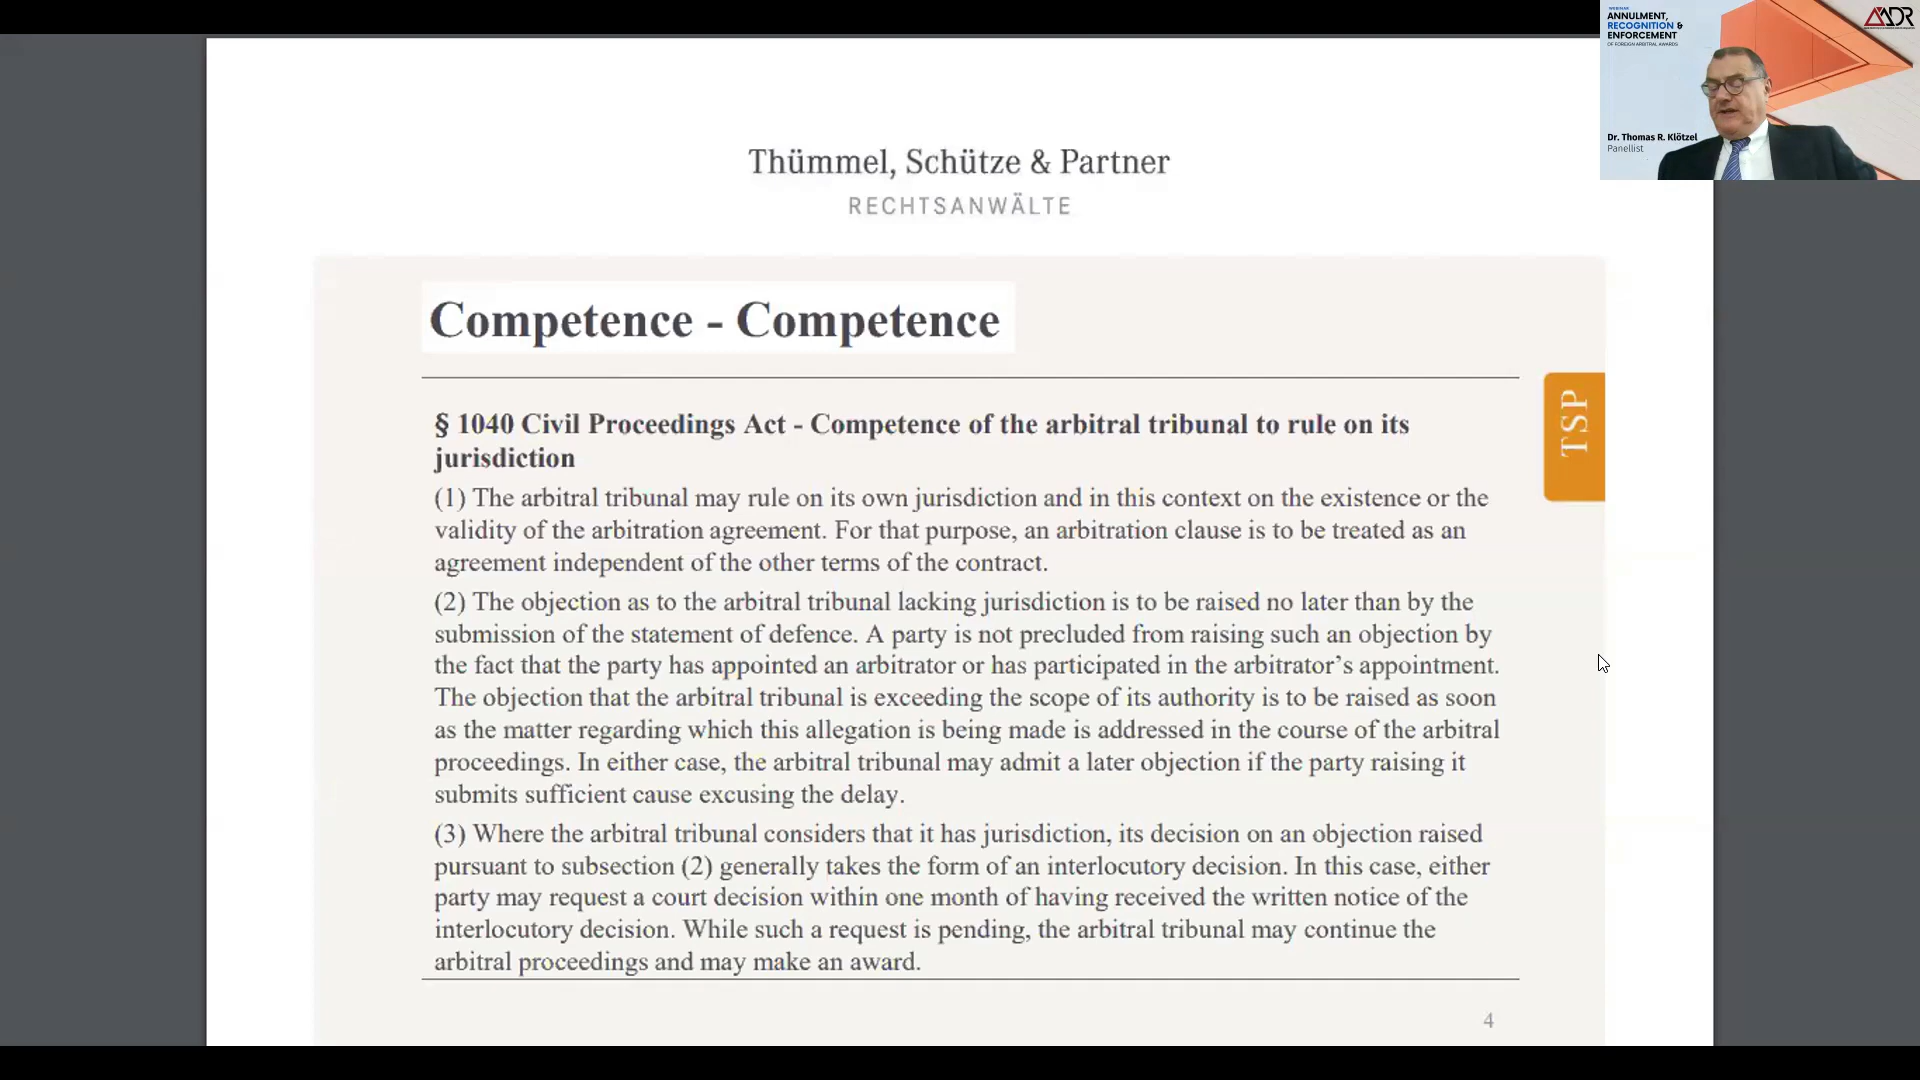 WEBINAR
ANNULMENT,
RECOGNITION &
ENFORCEMENT
OF FOREIGN ARBITRAL AWARDS
Dr. Thomas R. Klötzel
Panellist
Thümmel, Schütze & Partner
RECHTSANWÄLTE
Competence - Competence
TSP
§ 1040 Civil Proceedings Act - Competence of the arbitral tribunal to rule on its
jurisdiction
(1) The arbitral tribunal may rule on its own jurisdiction and in this context on the existence or the
validity of the arbitration agreement. For that purpose, an arbitration clause is to be treated as an
agreement independent of the other terms of the contract.
(2) The objection as to the arbitral tribunal lacking jurisdiction is to be raised no later than by the
submission of the statement of defence. A party is not precluded from raising such an objection by
the fact that the party has appointed an arbitrator or has participated in the arbitrator’s appointment.
The objection that the arbitral tribunal is exceeding the scope of its authority is to be raised as soon
as the matter regarding which this allegation is being made is addressed in the course of the arbitral
proceedings. In either case, the arbitral tribunal may admit a later objection if the party raising it
submits sufficient cause excusing the delay.
(3) Where the arbitral tribunal considers that it has jurisdiction, its decision on an objection raised
pursuant to subsection (2) generally takes the form of an interlocutory decision. In this case, either
party may request a court decision within one month of having received the written notice of the
interlocutory decision. While such a request is pending, the arbitral tribunal may continue the
arbitral proceedings and may make an award.
4